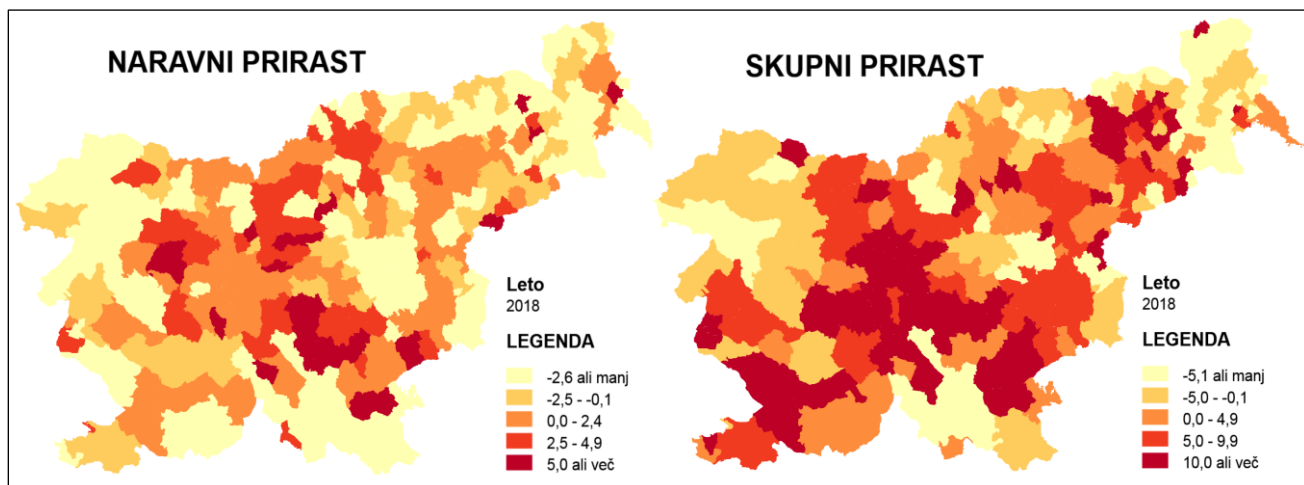 NARAVNI PRIRAST
Leto
2018
LEGENDA
-2,6 ali manj
-2,5 - -0,1
0,0 - 2,4
2,5 - 4,9
5,0 ali več
SKUPNI PRIRAST
Leto
2018
LEGENDA
-5,1 ali manj
-5,0 - -0,1
0,0 - 4,9
5,0 - 9,9
10,0 ali več